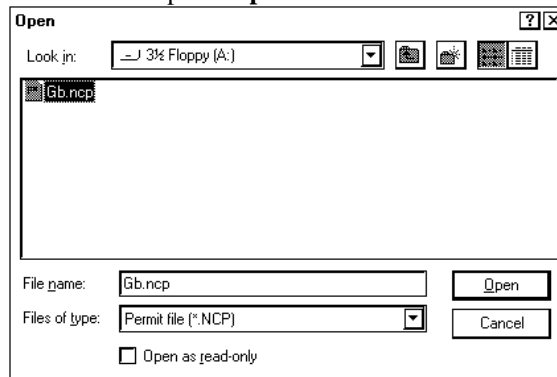 Open
Look in:
3½ Floppy (A:)
Gb.ncp
File name:
Gb.ncp
Open
Files of type:
Permit file (*.NCP)
Cancel
Open as read-only